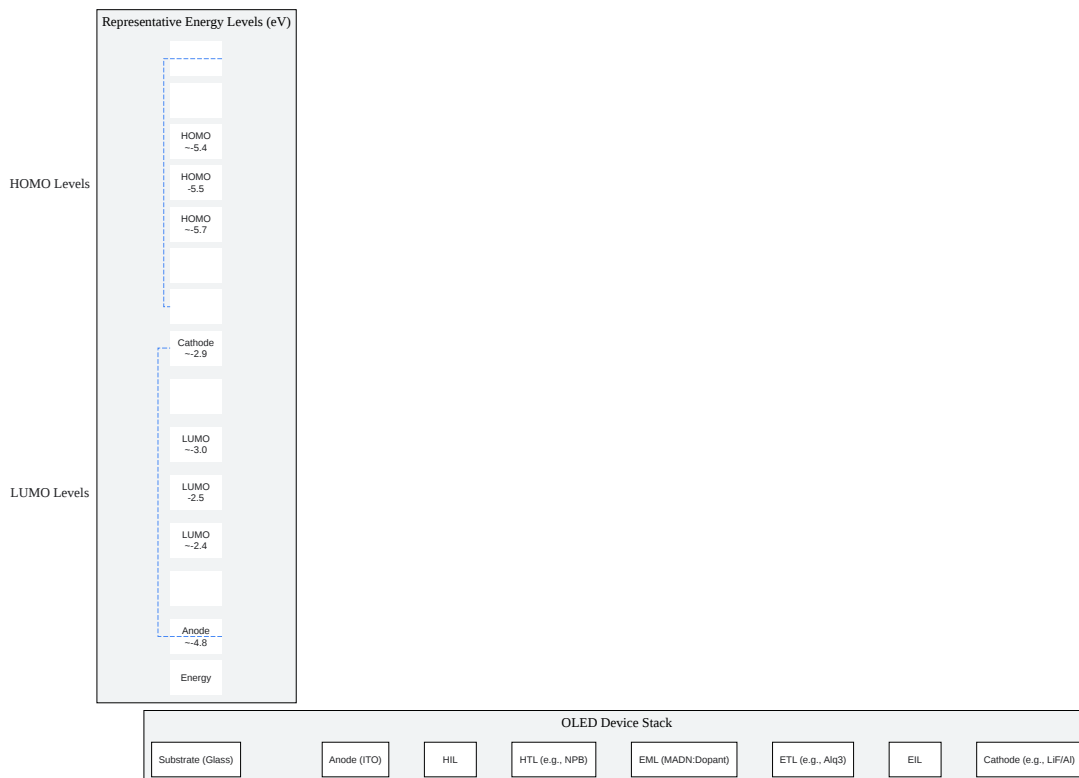 Representative Energy Levels (eV)
HOMO
~-5.4
HOMO
-5.5
HOMO Levels
HOMO
~-5.7
Cathode
~-2.9
LUMO
~-3.0
LUMO
-2.5
LUMO Levels
LUMO
~-2.4
Anode
~-4.8
Energy
OLED Device Stack
Substrate (Glass)
Anode (ITO)
HIL
HTL (e.g., NPB)
EML (MADN:Dopant)
ETL (e.g., Alq3)
EIL
Cathode (e.g., LiF/Al)